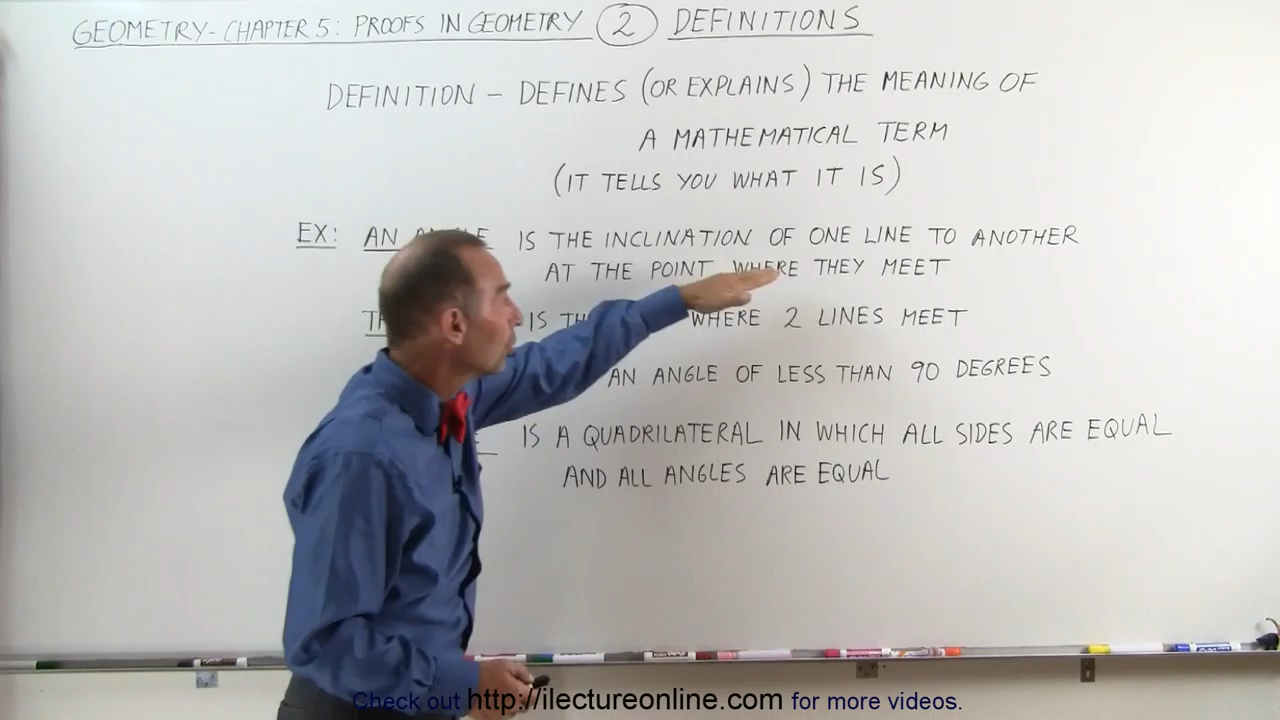 GEOMETRY - CHAPTER 5: PROOFS IN GEOMETRY 2 DEFINITIONS
DEFINITION - DEFINES (OR EXPLAINS) THE MEANING OF
A MATHEMATICAL TERM
(IT TELLS YOU WHAT IT IS)
EX: AN IS THE INCLINATION OF ONE LINE TO ANOTHER
AT THE POINT WHERE THEY MEET
IS WHERE 2 LINES MEET
AN ANGLE OF LESS THAN 90 DEGREES
IS A QUADRILATERAL IN WHICH ALL SIDES ARE EQUAL
AND ALL ANGLES ARE EQUAL
Check out http://ilectureonline.com for more videos.